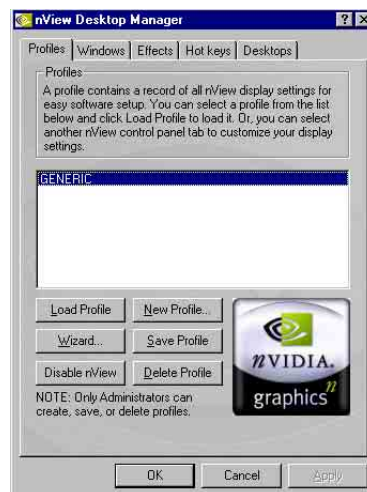 nView Desktop Manager
Profiles Windows Effects Hot keys Desktops
Profiles
A profile contains a record of all nView display settings for
easy software setup. You can select a profile from the list
below and click Load Profile to load it. Or, you can select
another nView control panel tab to customize your display
settings.
GENERIC
Load Profile New Profile...
Wizard... Save Profile
Disable nView Delete Profile
NOTE: Only Administrators can
create, save, or delete profiles.
nVIDIA.
graphics n
OK Cancel Apply